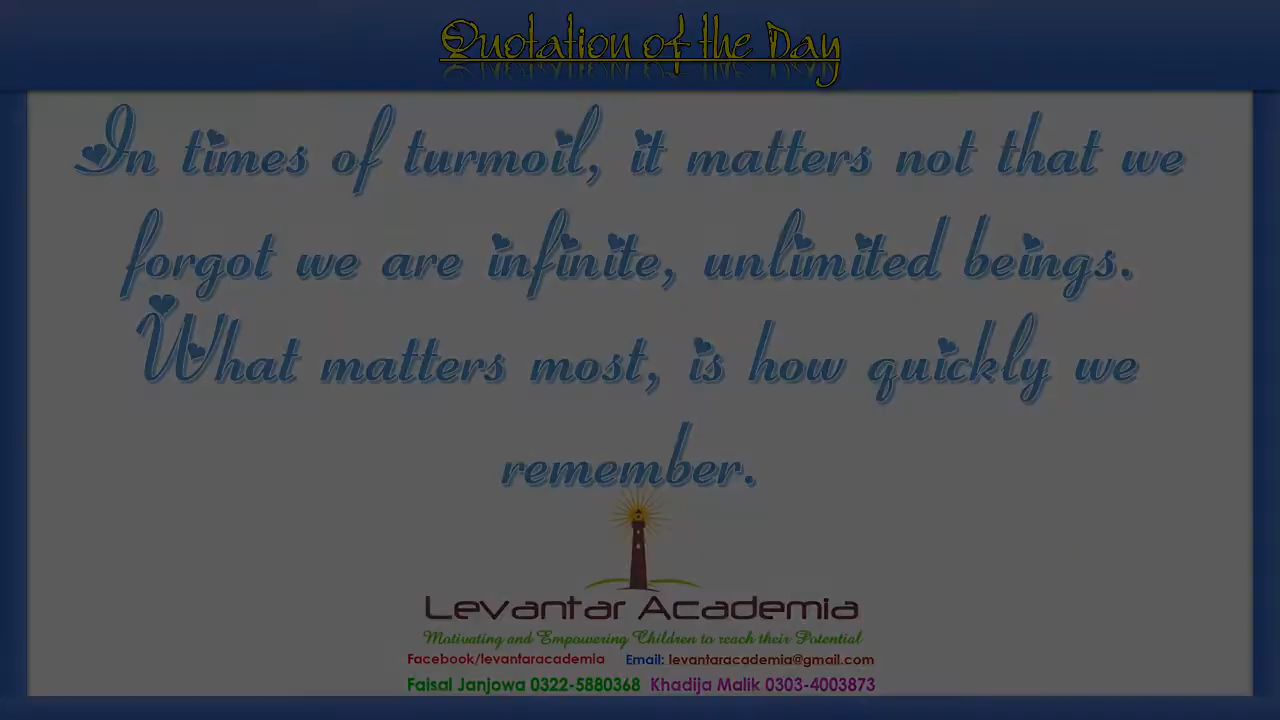 Quotation of the Day
In times of turmoil, it matters not that we
forgot we are infinite, unlimited beings.
What matters most, is how quickly we
remember.
Levantar Academia
Motivating and Empowering Children to reach their Potential
Facebook/levantaracademia Email: levantaracademia@gmail.com
Faisal Janjowa 0322-5880368 Khadija Malik 0303-4003873